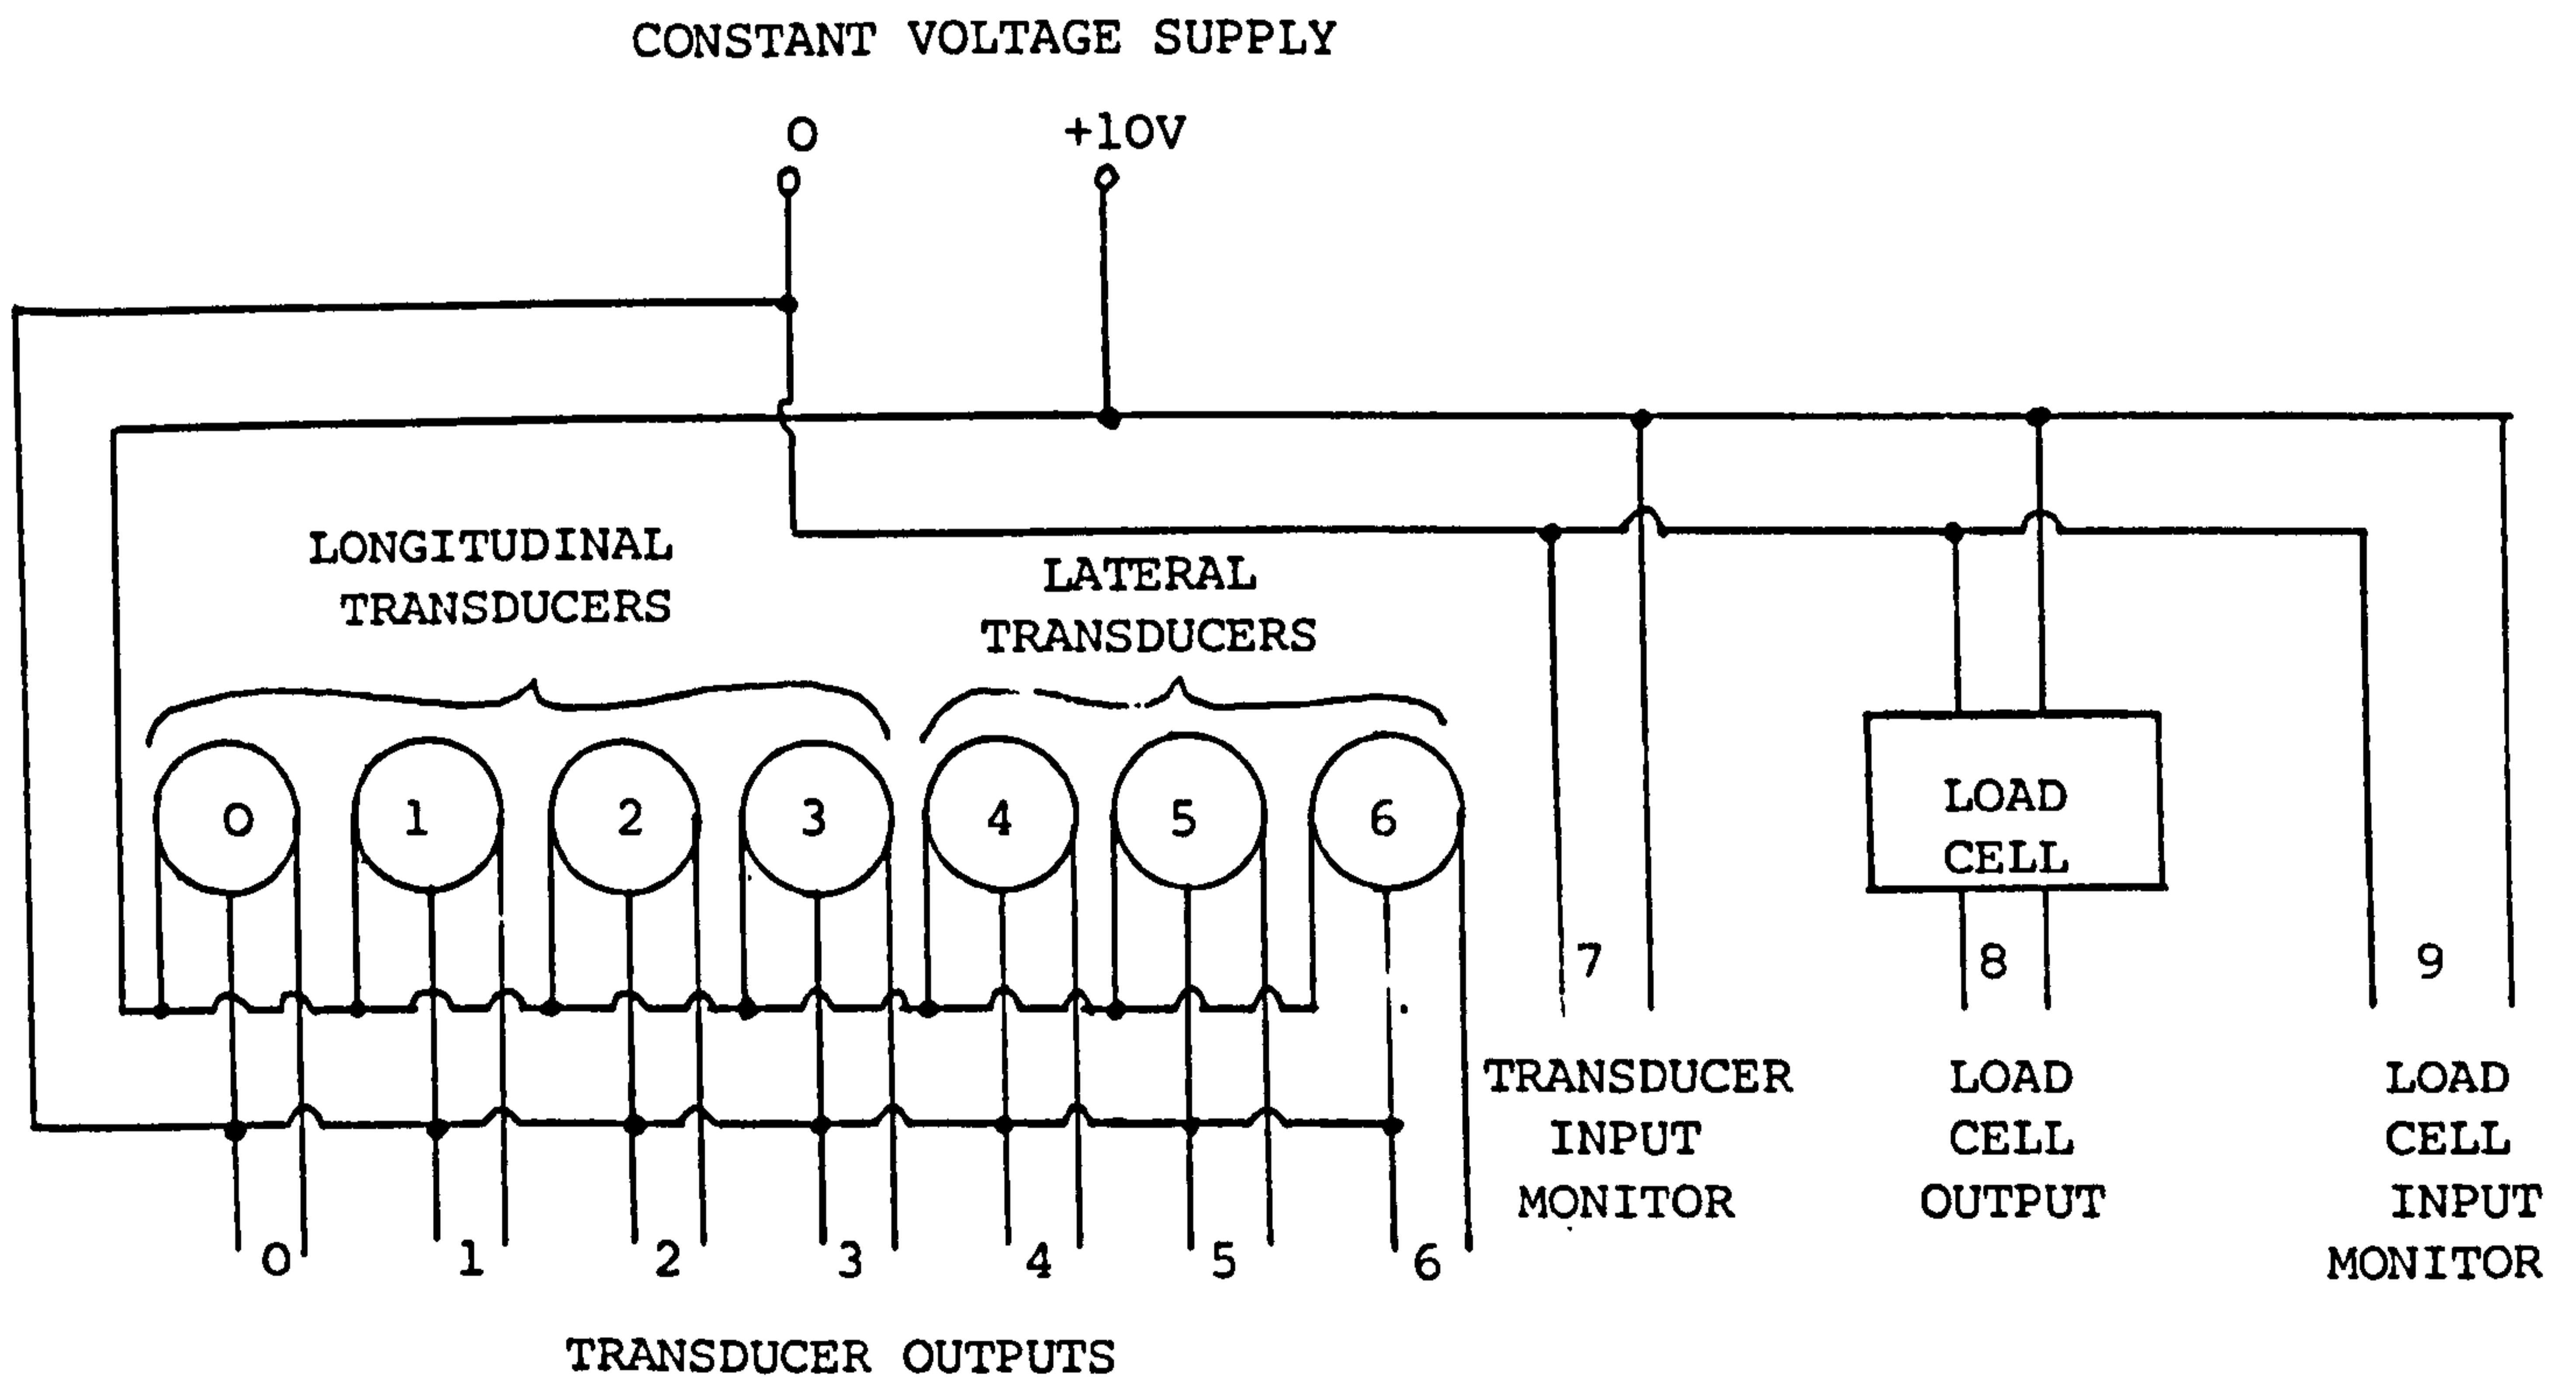 CONSTANT VOLTAGE SUPPLY
O +10V
LONGITUDINAL
TRANSDUCERS
LATERAL
TRANSDUCERS
0 1 2 3 4 5 6
LOAD
CELL
7 8 9
TRANSDUCER
INPUT
MONITOR
LOAD
CELL
OUTPUT
LOAD
CELL
INPUT
MONITOR
0 1 2 3 4 5 6
TRANSDUCER OUTPUTS